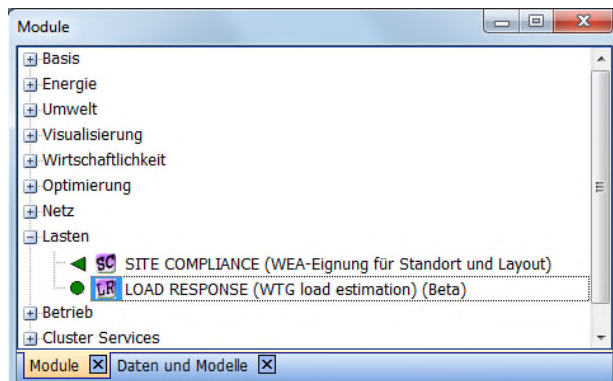 Module
Basis
Energie
Umwelt
Visualisierung
Wirtschaftlichkeit
Optimierung
Netz
Lasten
SC SITE COMPLIANCE (WEA-Eignung für Standort und Layout)
LR LOAD RESPONSE (WTG load estimation) (Beta)
Betrieb
Cluster Services
Module Daten und Modelle